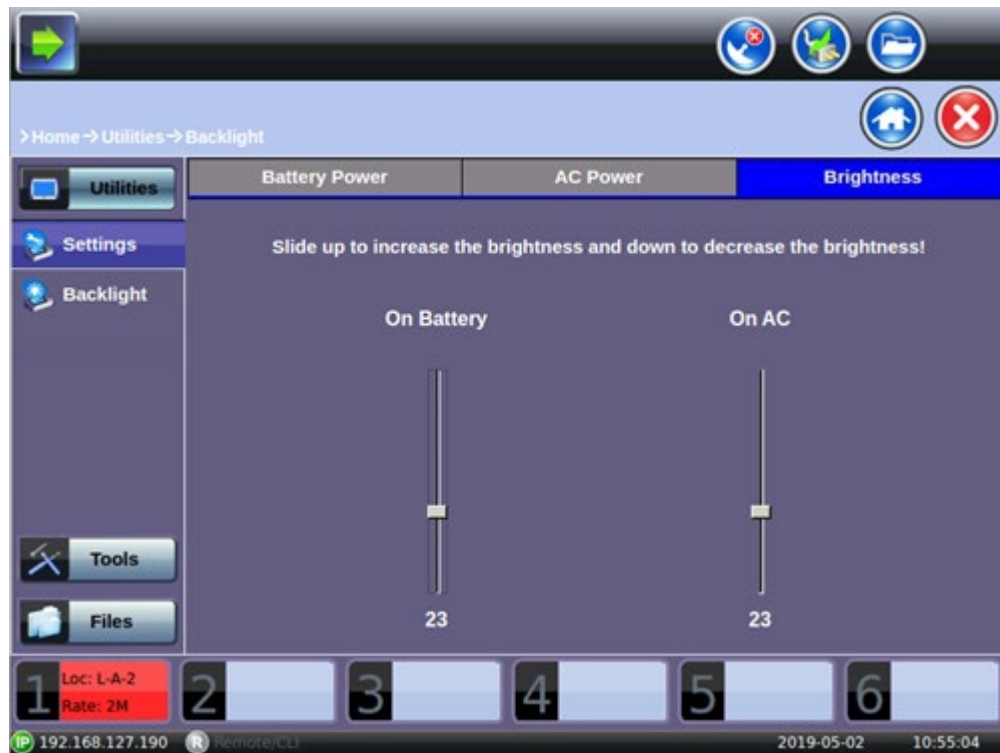 >Home→Utilities→Backlight
Utilities
Battery Power
AC Power
Brightness
Settings
Slide up to increase the brightness and down to decrease the brightness!
Backlight
On Battery
On AC
Tools
Files
23
23
1 Loc: L-A-2
Rate: 2M
2
3
4
5
6
IP 192.168.127.190
R Remote/CLI
2019-05-02 10:55:04